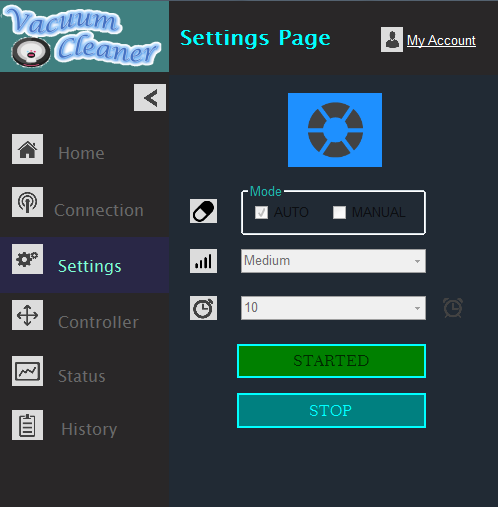 Vacuum
Cleaner
Settings Page
My Account
Home
Connection
Settings
Controller
Status
History
Mode
AUTO MANUAL
Medium
10
STARTED
STOP